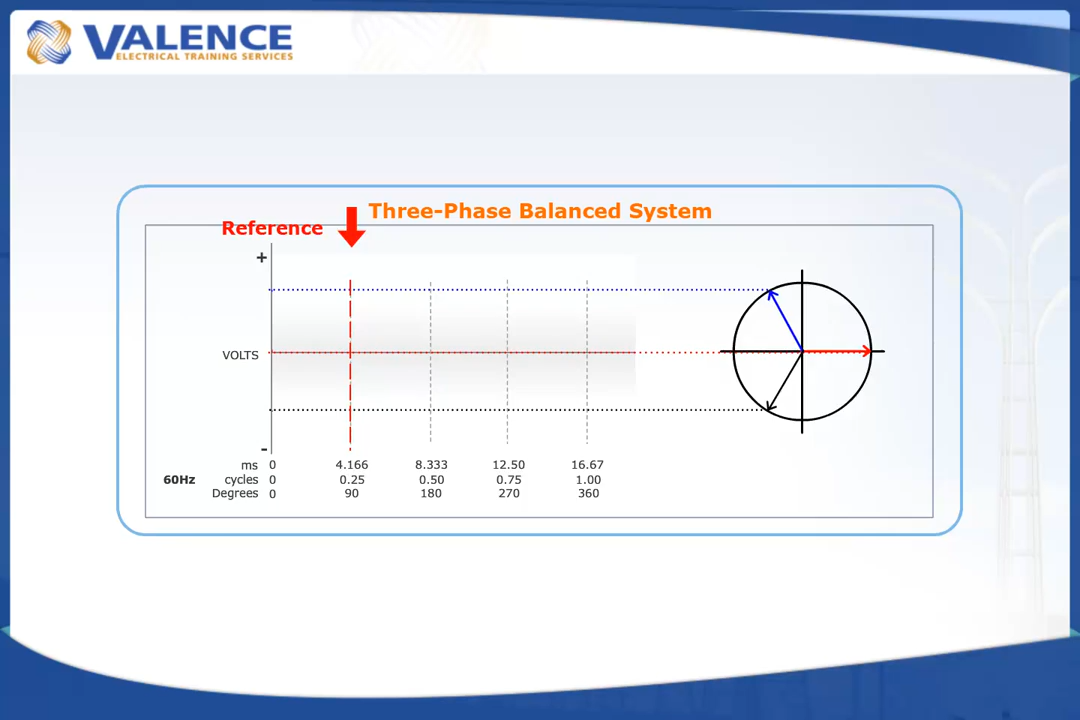 VALENCE
ELECTRICAL TRAINING SERVICES
Three-Phase Balanced System
Reference
+
VOLTS
-
ms 0 4.166 8.333 12.50 16.67
60Hz cycles 0 0.25 0.50 0.75 1.00
Degrees 0 90 180 270 360